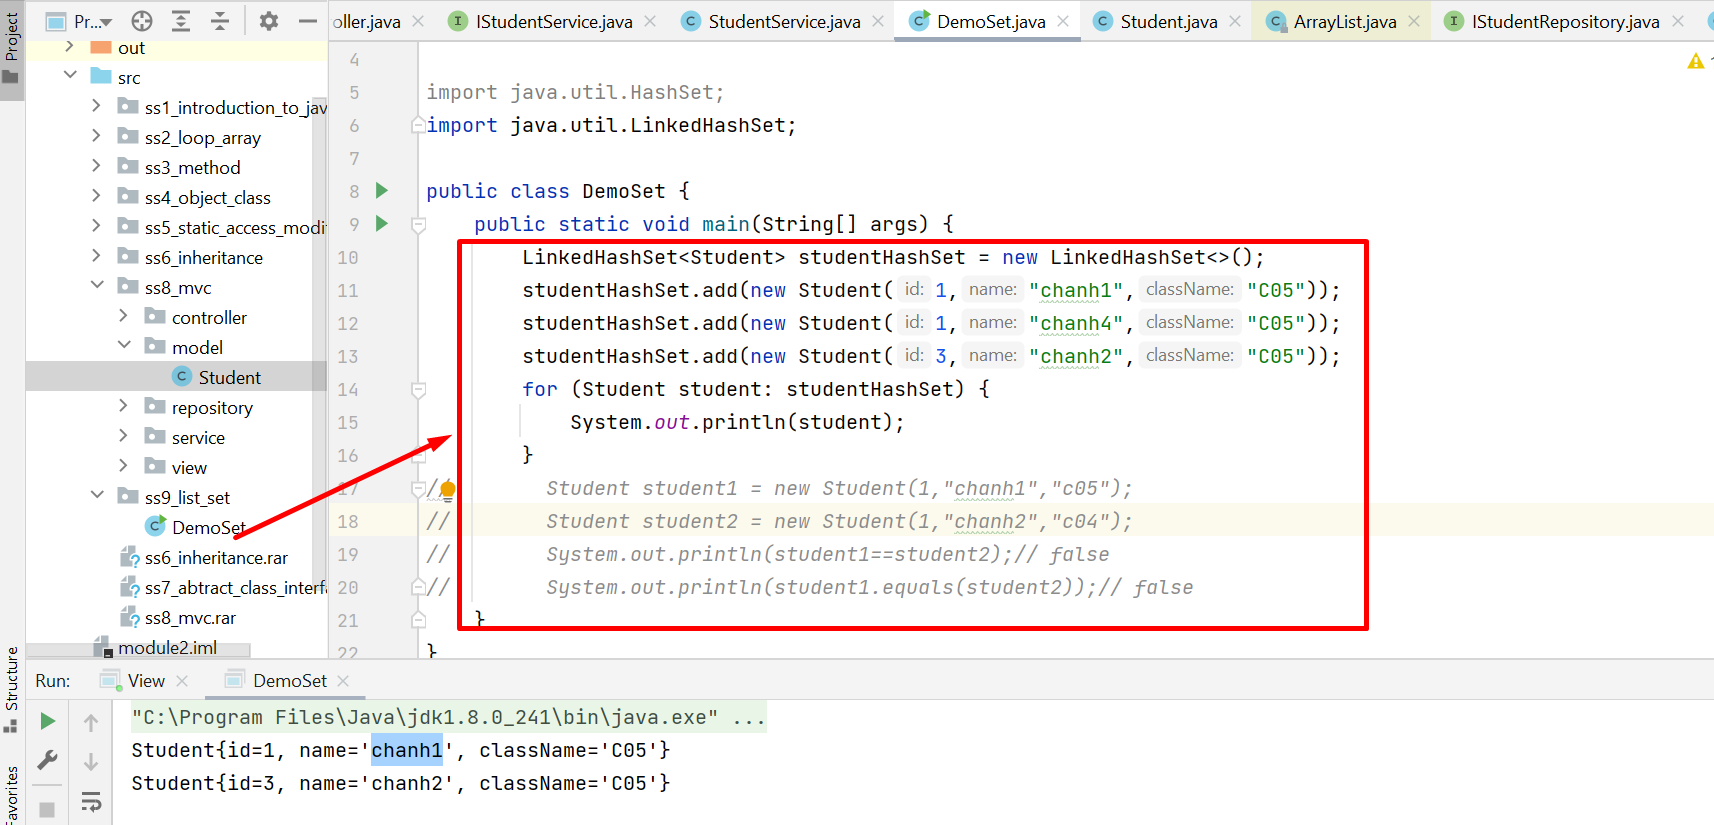 Project
Pr...
oller.java
IStudentService.java
StudentService.java
DemoSet.java
Student.java
ArrayList.java
IStudentRepository.java
out
src
ss1_introduction_to_jav
ss2_loop_array
ss3_method
ss4_object_class
ss5_static_access_modif
ss6_inheritance
ss8_mvc
controller
model
Student
repository
service
view
ss9_list_set
DemoSet
ss6_inheritance.rar
ss7_abtract_class_interfa
ss8_mvc.rar
module2.iml
4
5 import java.util.HashSet;
6 import java.util.LinkedHashSet;
7
8 public class DemoSet {
9 public static void main(String[] args) {
10 LinkedHashSet<Student> studentHashSet = new LinkedHashSet<>();
11 studentHashSet.add(new Student( id: 1, name: "chanh1", className: "C05"));
12 studentHashSet.add(new Student( id: 1, name: "chanh4", className: "C05"));
13 studentHashSet.add(new Student( id: 3, name: "chanh2", className: "C05"));
14 for (Student student: studentHashSet) {
15 System.out.println(student);
16 }
17 // Student student1 = new Student(1,"chanh1","c05");
18 // Student student2 = new Student(1,"chanh2","c04");
19 // System.out.println(student1==student2);// false
20 // System.out.println(student1.equals(student2));// false
21 }
22 }
Structure
Favorites
Run: View DemoSet
"C:\Program Files\Java\jdk1.8.0_241\bin\java.exe" ...
Student{id=1, name='chanh1', className='C05'}
Student{id=3, name='chanh2', className='C05'}